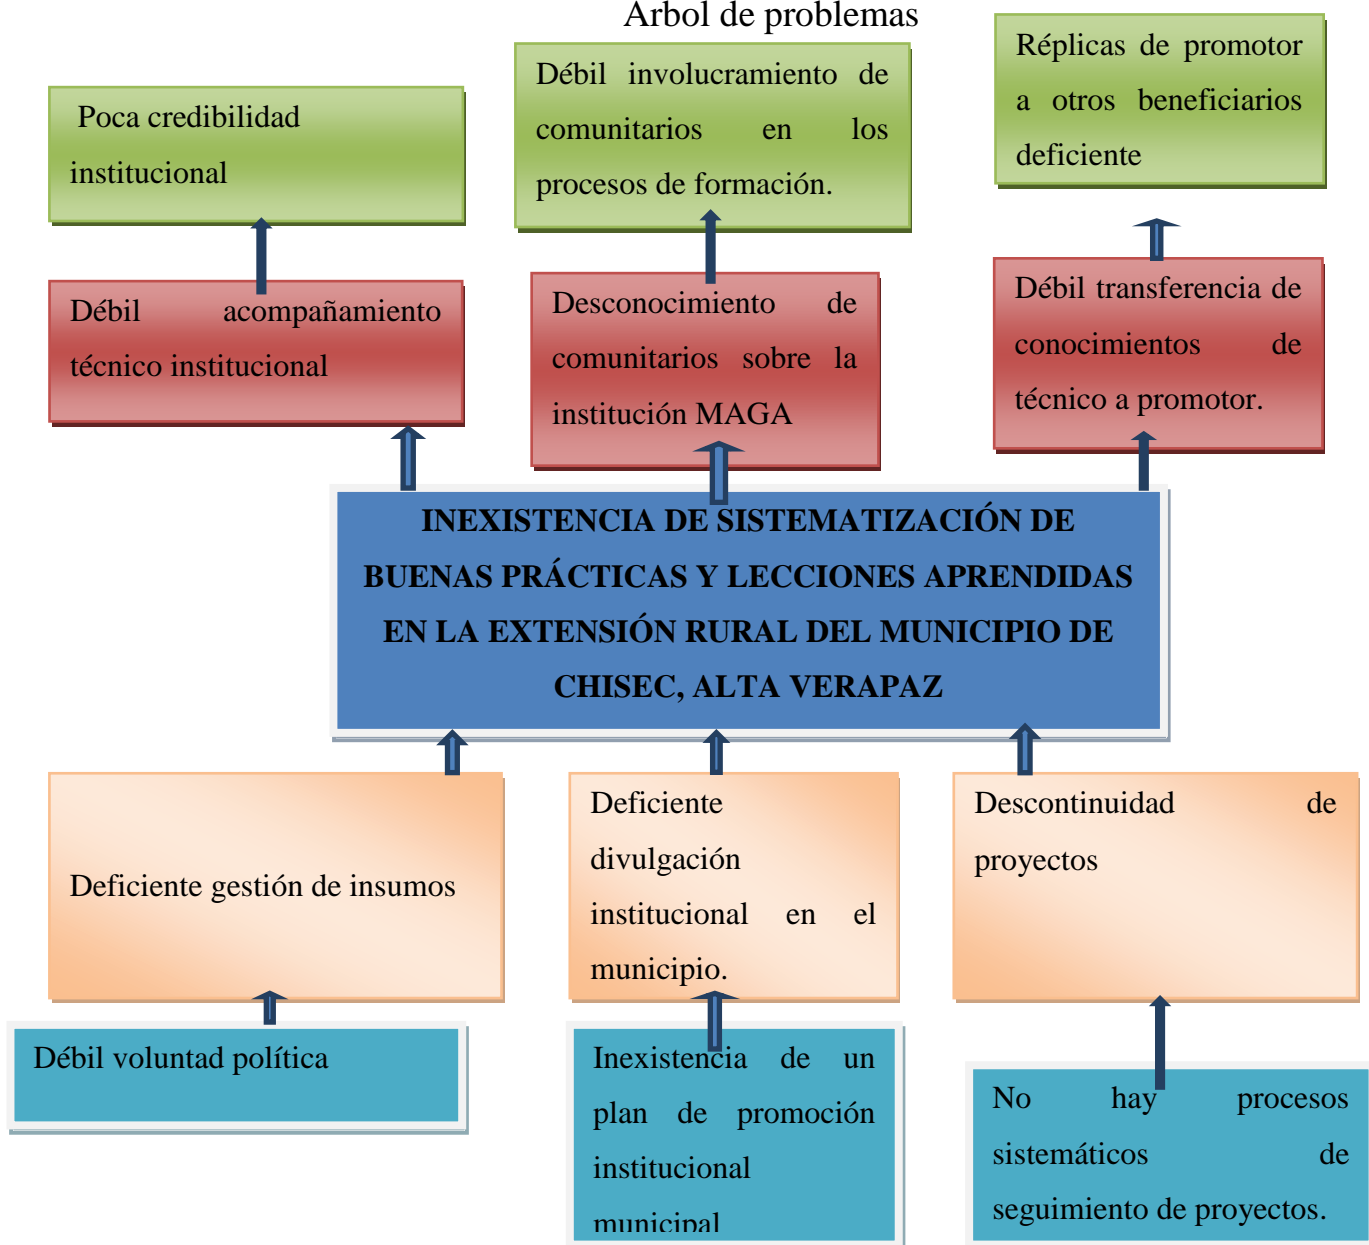 Arbol de problemas
Poca credibilidad
institucional
Débil involucramiento de
comunitarios en los
procesos de formación.
Réplicas de promotor
a otros beneficiarios
deficiente
Débil acompañamiento
técnico institucional
Desconocimiento de
comunitarios sobre la
institución MAGA
Débil transferencia de
conocimientos de
técnico a promotor.
INEXISTENCIA DE SISTEMATIZACIÓN DE
BUENAS PRÁCTICAS Y LECCIONES APRENDIDAS
EN LA EXTENSIÓN RURAL DEL MUNICIPIO DE
CHISEC, ALTA VERAPAZ
Deficiente gestión de insumos
Deficiente
divulgación
institucional en el
municipio.
Descontinuidad de
proyectos
Débil voluntad política
Inexistencia de un
plan de promoción
institucional
municipal
No hay procesos
sistemáticos de
seguimiento de proyectos.